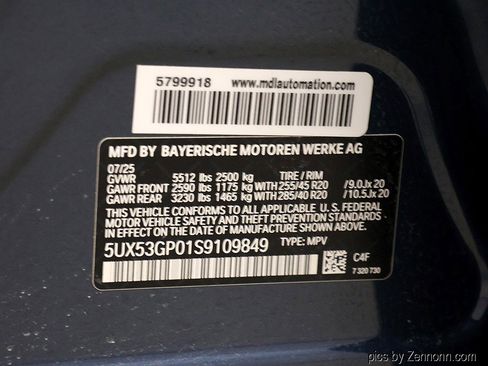 5799918 www.mdlautomation.com
MFD BY BAYERISCHE MOTOREN WERKE AG
07/25
GVWR 5512 lbs 2500 kg TIRE / RIM
GAWR FRONT 2590 lbs 1175 kg WITH 255/45 R20 /9.0Jx 20
GAWR REAR 3230 lbs 1465 kg WITH 285/40 R20 / 10.5Jx 20
THIS VEHICLE CONFORMS TO ALL APPLICABLE U. S. FEDERAL
MOTOR VEHICLE SAFETY AND THEFT PREVENTION STANDARDS
IN EFFECT ON THE DATE OF MANUFACTURE SHOWN ABOVE.
5UX53GP01S9109849 TYPE: MPV
C4F
7 320 730
pics by Zennonn.com